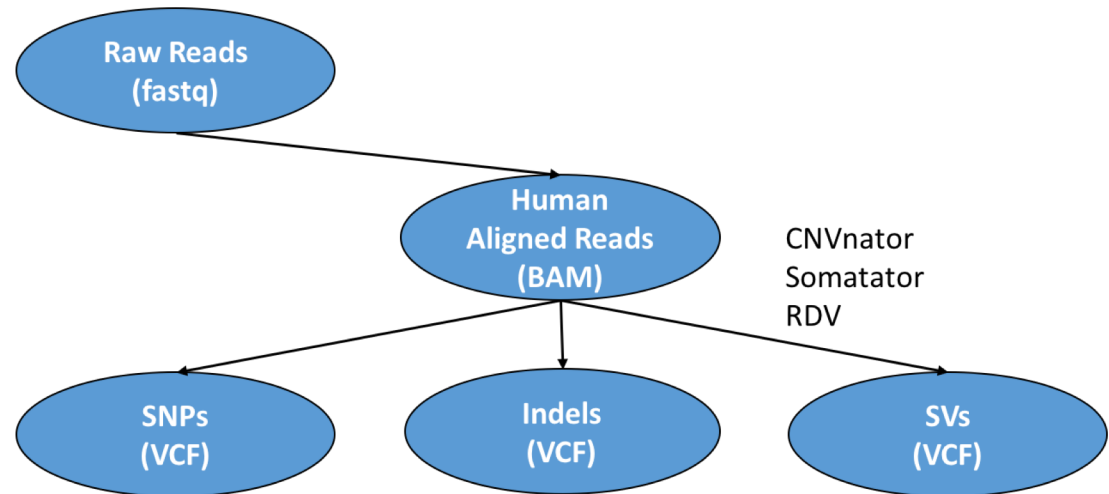 Raw Reads
(fastq)
Human
Aligned Reads
(BAM)
CNVnator
Somatator
RDV
SNPs
(VCF)
Indels
(VCF)
SVs
(VCF)